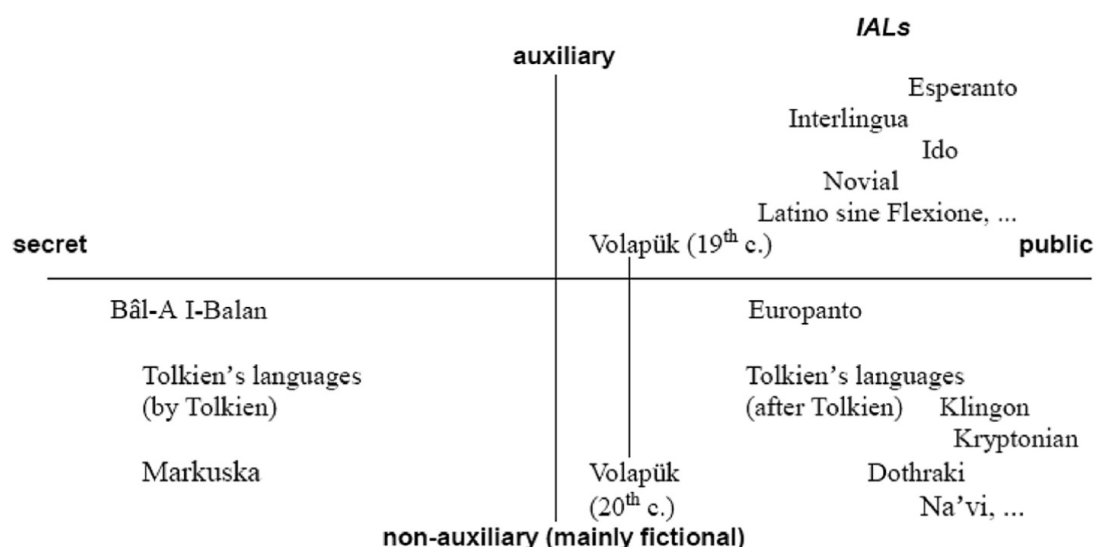 IALs
auxiliary
Esperanto
Interlingua
Ido
Novial
Latino sine Flexione, ...
secret
Volapük (19th c.)
public
Bâl-A I-Balan
Europanto
Tolkien’s languages
(by Tolkien)
Tolkien’s languages
(after Tolkien)
Klingon
Kryptonian
Markuska
Volapük
(20th c.)
Dothraki
Na’vi, ...
non-auxiliary (mainly fictional)